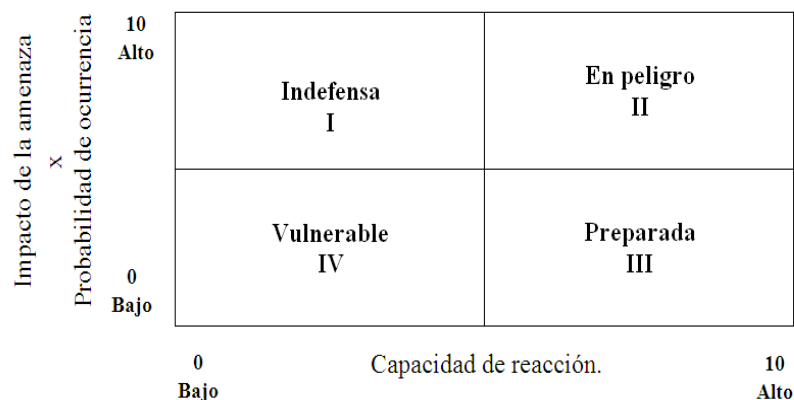 Impacto de la amenaza
x
Probabilidad de ocurrencia
10
Alto
Indefensa
I
En peligro
II
Vulnerable
IV
Preparada
III
0
Bajo
0
Bajo
Capacidad de reacción.
10
Alto